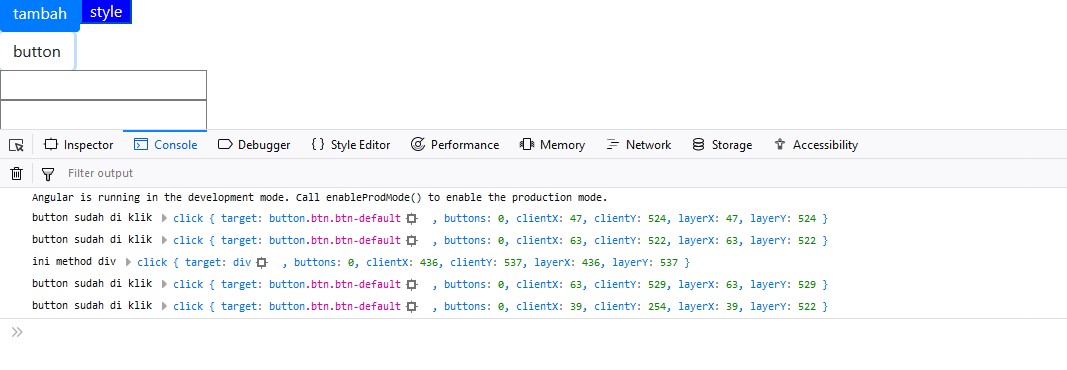 tambah style
button
Inspector Console Debugger { } Style Editor Performance Memory Network Storage Accessibility
Filter output
Angular is running in the development mode. Call enableProdMode() to enable the production mode.
button sudah di klik click { target: button.btn.btn-default , buttons: 0, clientX: 47, clientY: 524, layerX: 47, layerY: 524 }
button sudah di klik click { target: button.btn.btn-default , buttons: 0, clientX: 63, clientY: 522, layerX: 63, layerY: 522 }
ini method div click { target: div , buttons: 0, clientX: 436, clientY: 537, layerX: 436, layerY: 537 }
button sudah di klik click { target: button.btn.btn-default , buttons: 0, clientX: 63, clientY: 529, layerX: 63, layerY: 529 }
button sudah di klik click { target: button.btn.btn-default , buttons: 0, clientX: 39, clientY: 254, layerX: 39, layerY: 522 }